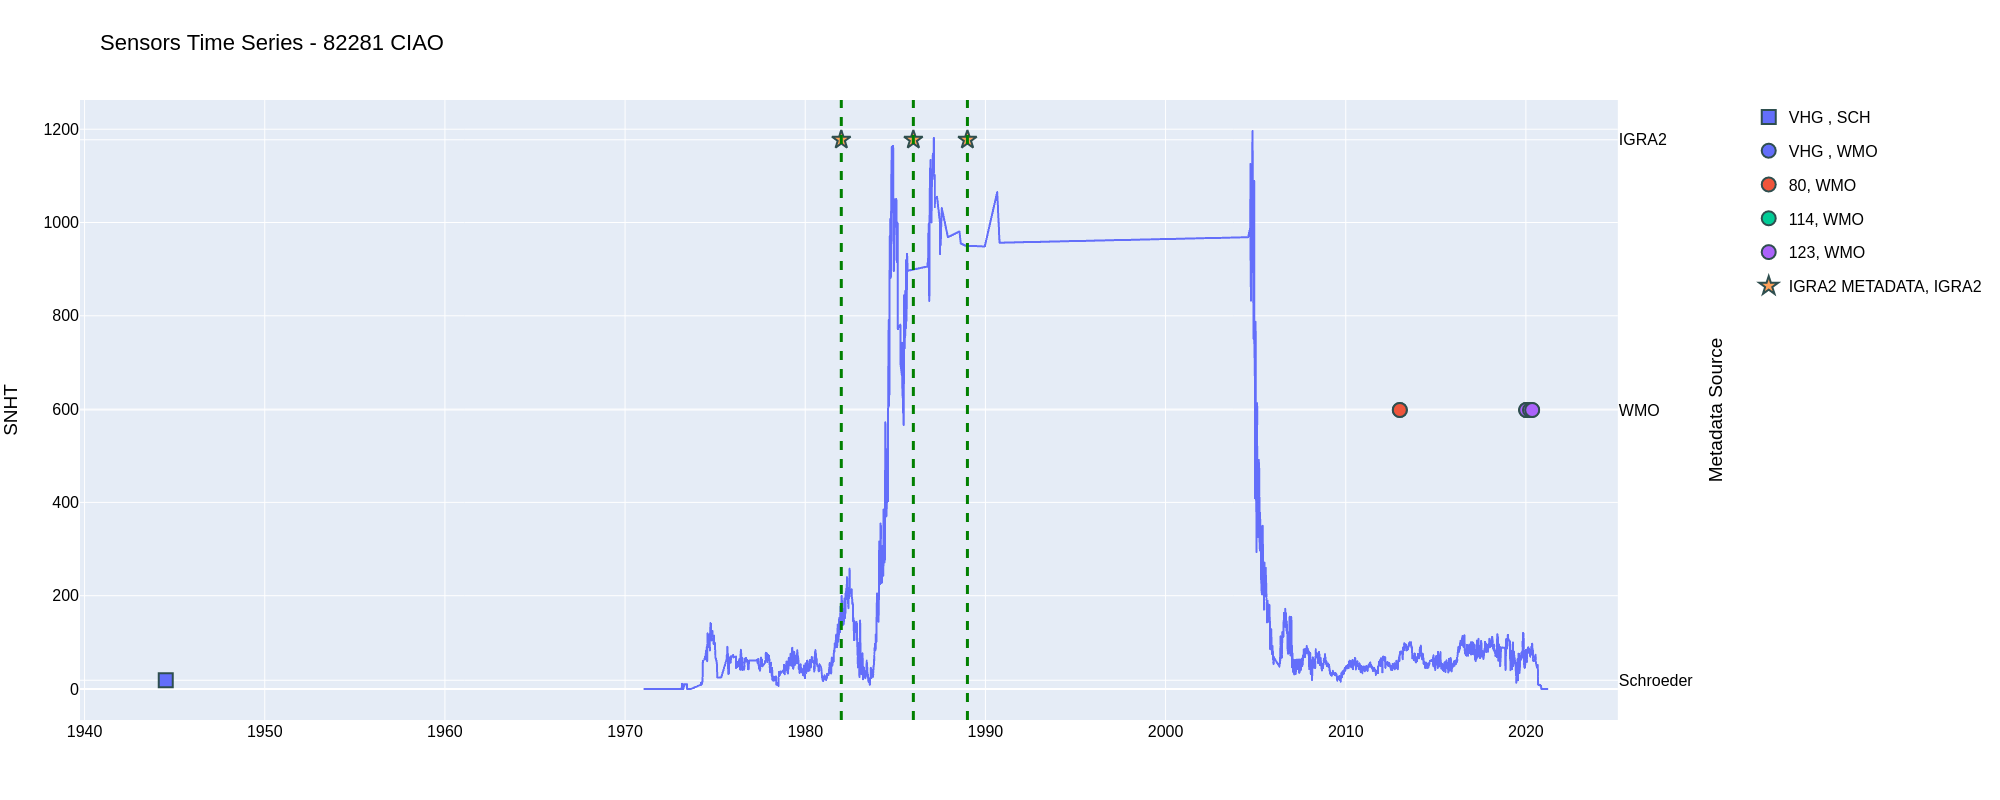 Sensors Time Series - 82281 CIAO
SNHT
1200
1000
800
600
400
200
0
1940
1950
1960
1970
1980
1990
2000
2010
2020
IGRA2
WMO
Schroeder
Metadata Source
VHG , SCH
VHG , WMO
80, WMO
114, WMO
123, WMO
IGRA2 METADATA, IGRA2